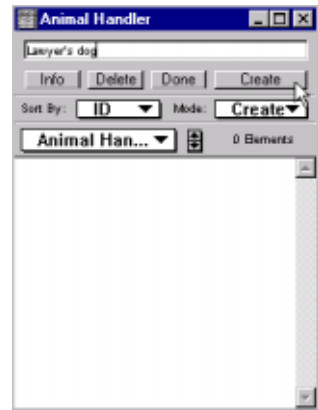 Animal Handler
Lawyer's dog
Info Delete Done Create
Sort By: ID Mode: Create
Animal Han... 0 Elements